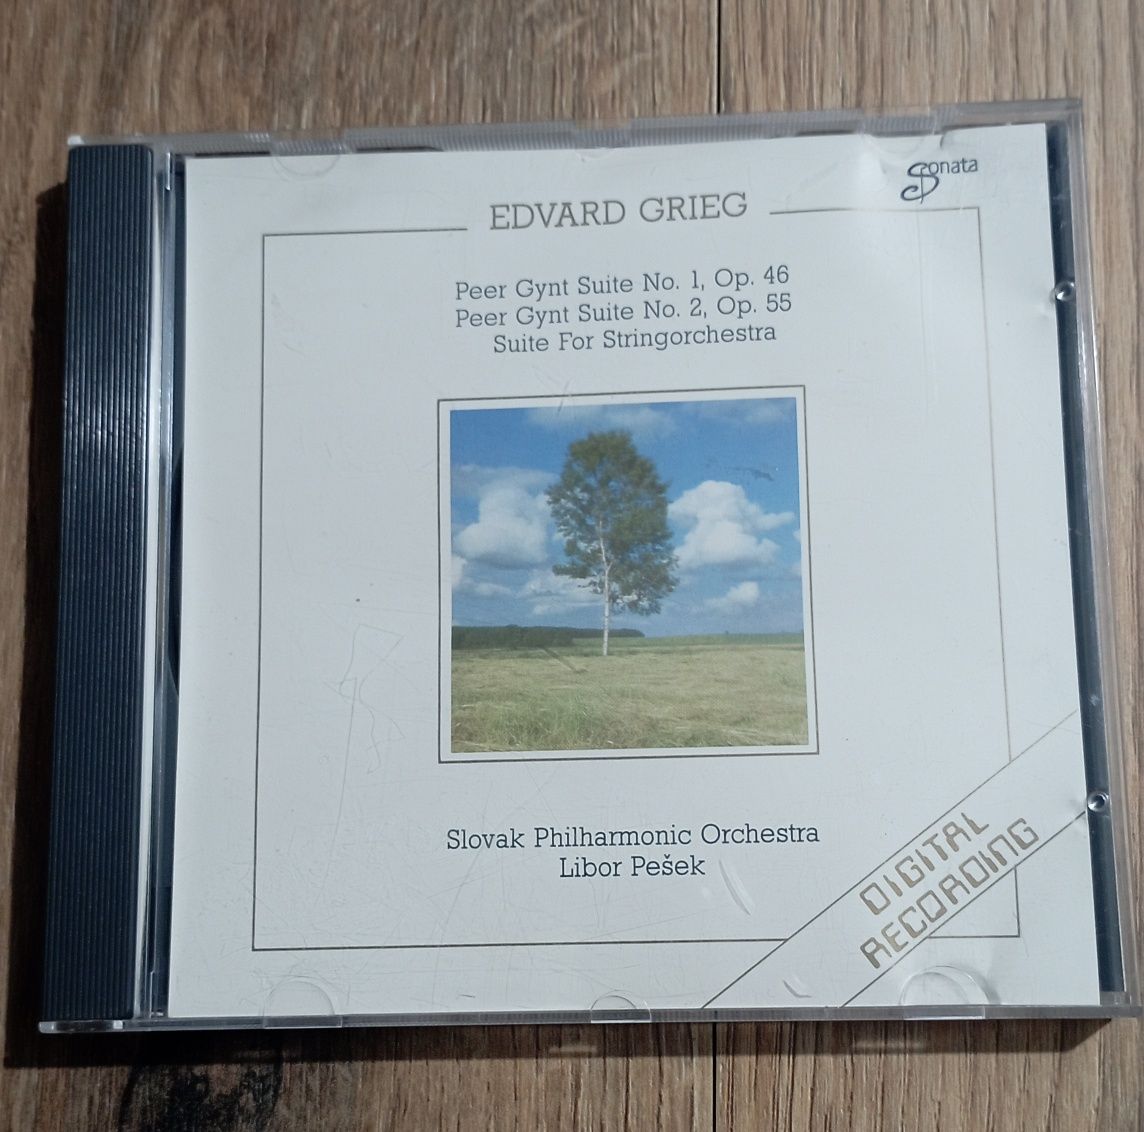 Sonata
EDVARD GRIEG
Peer Gynt Suite No. 1, Op. 46
Peer Gynt Suite No. 2, Op. 55
Suite For Stringorchestra
Slovak Philharmonic Orchestra
Libor Pešek
DIGITAL
RECORDING